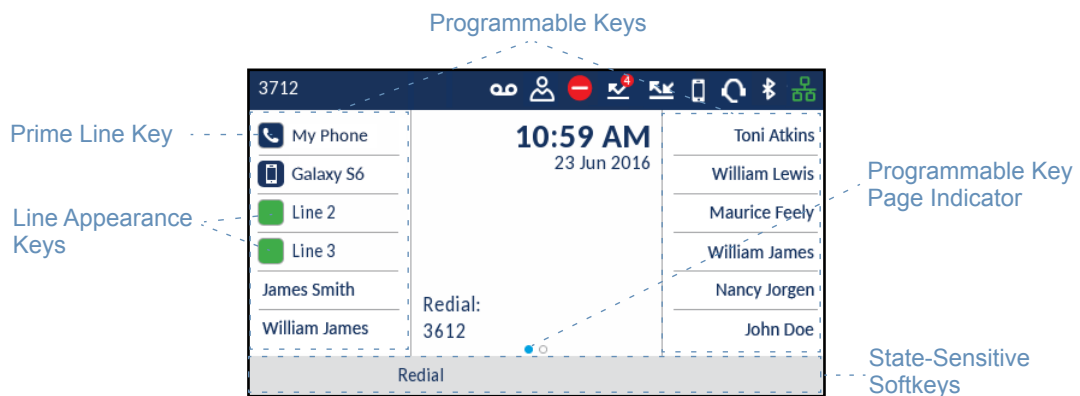 Programmable Keys
3712
4
Prime Line Key
My Phone
10:59 AM
Toni Atkins
Galaxy S6
23 Jun 2016
William Lewis
Programmable Key
Page Indicator
Line Appearance
Keys
Line 2
Maurice Feely
Line 3
William James
James Smith
Redial:
Nancy Jorgen
William James
3612
John Doe
Redial
State-Sensitive
Softkeys